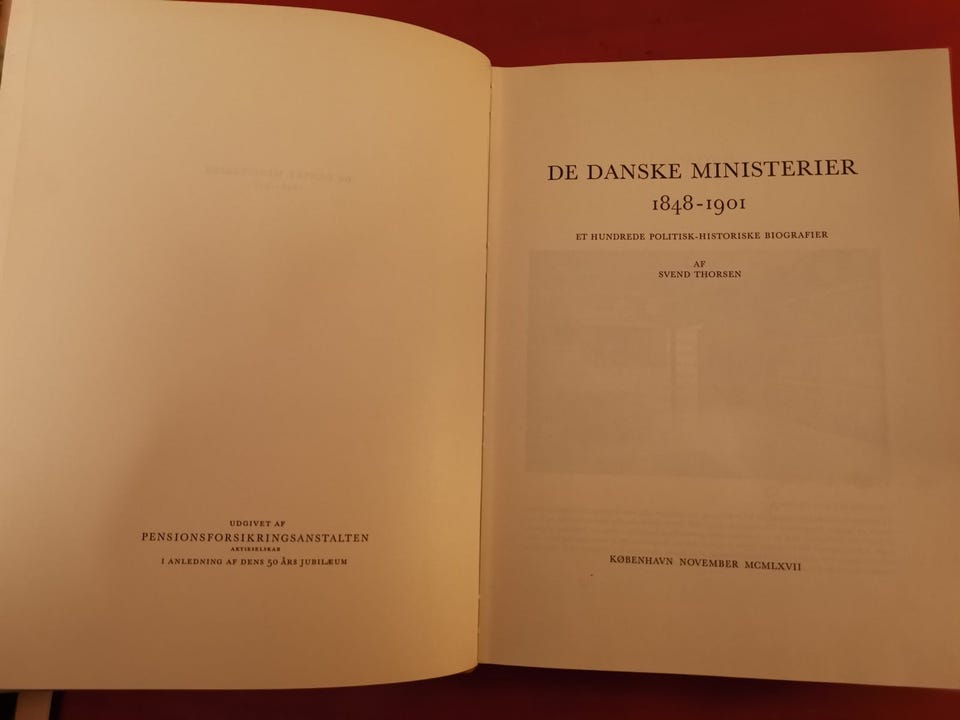 UDGIVET AF
PENSIONSFORSIKRINGSANSTALTEN
AKTIESELSKAB
I ANLEDNING AF DENS 50 ÅRS JUBILÆUM
DE DANSKE MINISTERIER
1848-1901
ET HUNDREDE POLITISK-HISTORISKE BIOGRAFIER
AF
SVEND THORSEN
KØBENHAVN NOVEMBER MCMLXVII